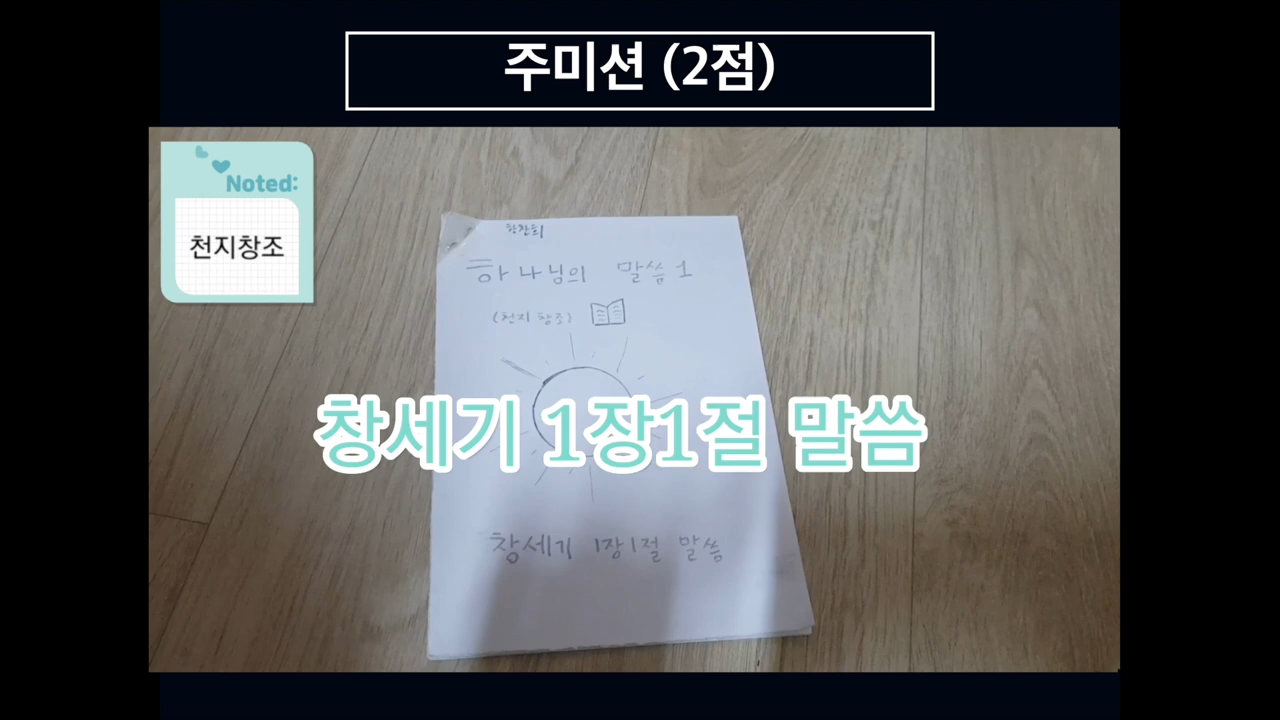 주미션 (2점)
Noted:
천지창조
하나님의 말씀 1
(천지 창조)
창세기 1장1절 말씀
창세기 1장1절 말씀